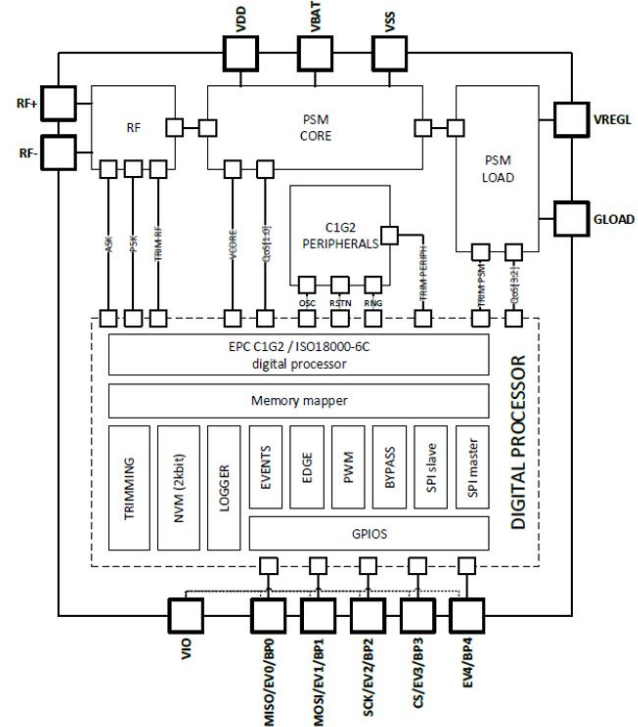 VDD
VBAT
VSS
RF+
RF-
RF
PSM
CORE
PSM
LOAD
VREGL
GLOAD
C1G2
PERIPHERALS
ASK
PSK
TRIM RF
VCORE
QoS[1:0]
OSC
RSTN
RNG
TRIM PERIPH
TRIM PSM
QoS[3:2]
EPC C1G2 / ISO18000-6C
digital processor
Memory mapper
TRIMMING
NVM (2kbit)
LOGGER
EVENTS
EDGE
PWM
BYPASS
SPI slave
SPI master
GPIOS
DIGITAL PROCESSOR
VIO
MISO/EV0/BP0
MOSI/EV1/BP1
SCK/EV2/BP2
CS/EV3/BP3
EV4/BP4